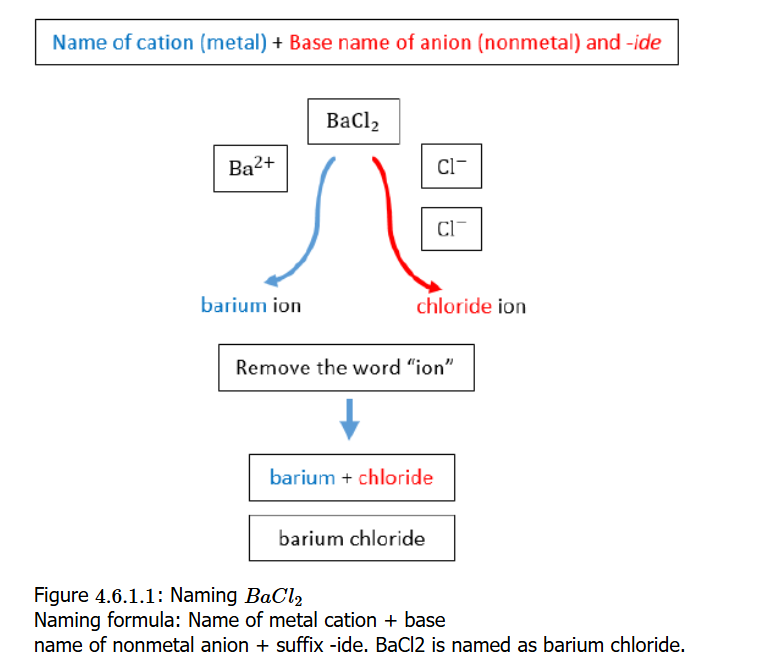 Name of cation (metal) + Base name of anion (nonmetal) and -ide
BaCl₂
Ba²⁺
Cl⁻
Cl⁻
barium ion
chloride ion
Remove the word “ion”
barium + chloride
barium chloride
Figure 4.6.1.1: Naming BaCl₂
Naming formula: Name of metal cation + base
name of nonmetal anion + suffix -ide. BaCl2 is named as barium chloride.